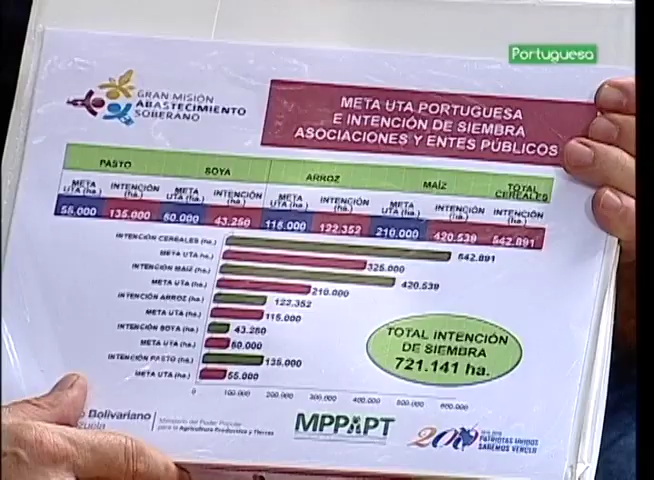 Portuguesa
GRAN MISIÓN
ABASTECIMIENTO
SOBERANO
META UTA PORTUGUESA
E INTENCIÓN DE SIEMBRA
ASOCIACIONES Y ENTES PÚBLICOS
PASTO SOYA ARROZ MAÍZ TOTAL CEREALES
META UTA (ha.) INTENCIÓN (ha.) META UTA (ha.) INTENCIÓN (ha.) META UTA (ha.) INTENCIÓN (ha.) META UTA (ha.) INTENCIÓN (ha.) INTENCIÓN (ha.)
55.000 135.000 60.000 43.250 115.000 122.352 210.000 420.539 542.891
INTENCIÓN CEREALES (ha.) 542.891
META UTA (ha.) 325.000
INTENCIÓN MAIZ (ha.) 420.539
META UTA (ha.) 210.000
INTENCIÓN ARROZ (ha.) 122.352
META UTA (ha.) 115.000
INTENCIÓN SOYA (ha.) 43.250
META UTA (ha.) 60.000
INTENCIÓN PASTO (ha.) 135.000
META UTA (ha.) 55.000
0 100.000 200.000 300.000 400.000 500.000 600.000
TOTAL INTENCIÓN
DE SIEMBRA
721.141 ha.
Bolivariano
Ministerio del Poder Popular
para la Agricultura Productiva y Tierras
MPPAPT
200
PATRIOTAS UNIDOS
SABEMOS VENCER